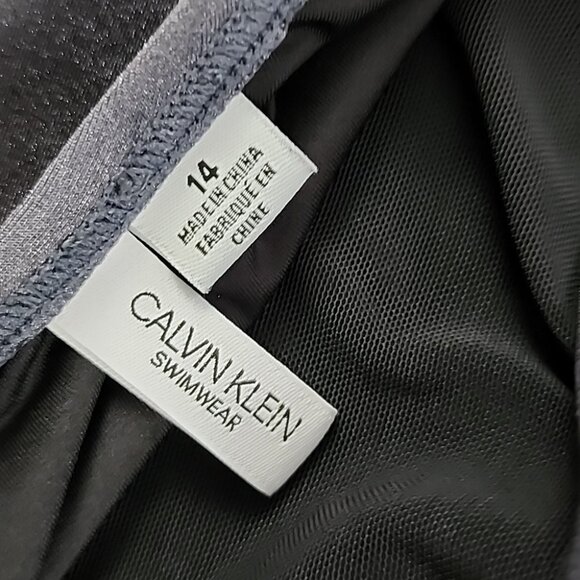 14
MADE IN CHINA
FABRIQUÉ EN
CHINE
CALVIN KLEIN
SWIMWEAR